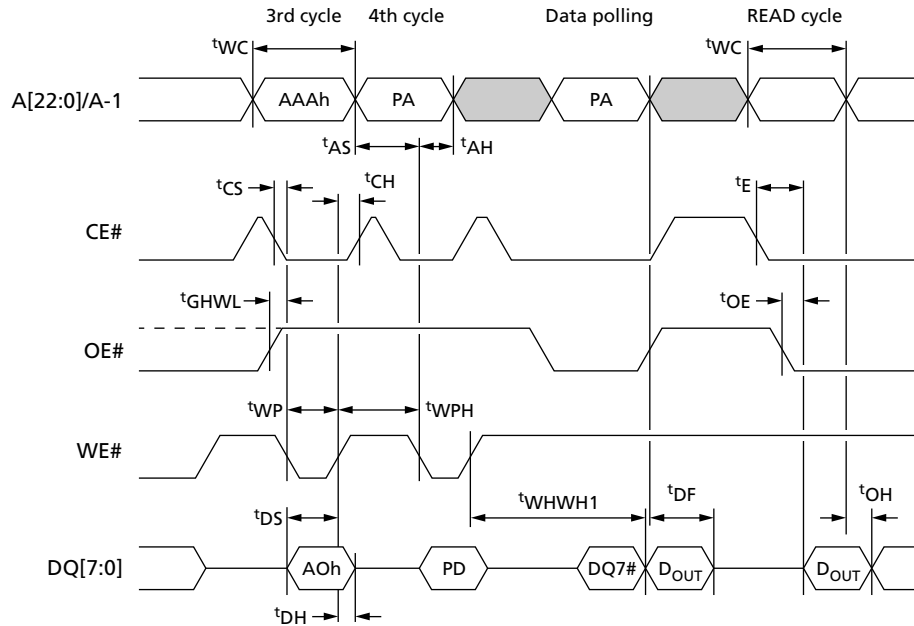 3rd cycle 4th cycle Data polling READ cycle
tWC tWC
A[22:0]/A-1 AAAh PA PA
tAS tAH
tCS tCH tE
CE#
tGHWL tOE
OE#
tWP tWPH
WE#
tWHWH1 tDF tOH
tDS
DQ[7:0] AOh PD DQ7# DOUT DOUT
tDH